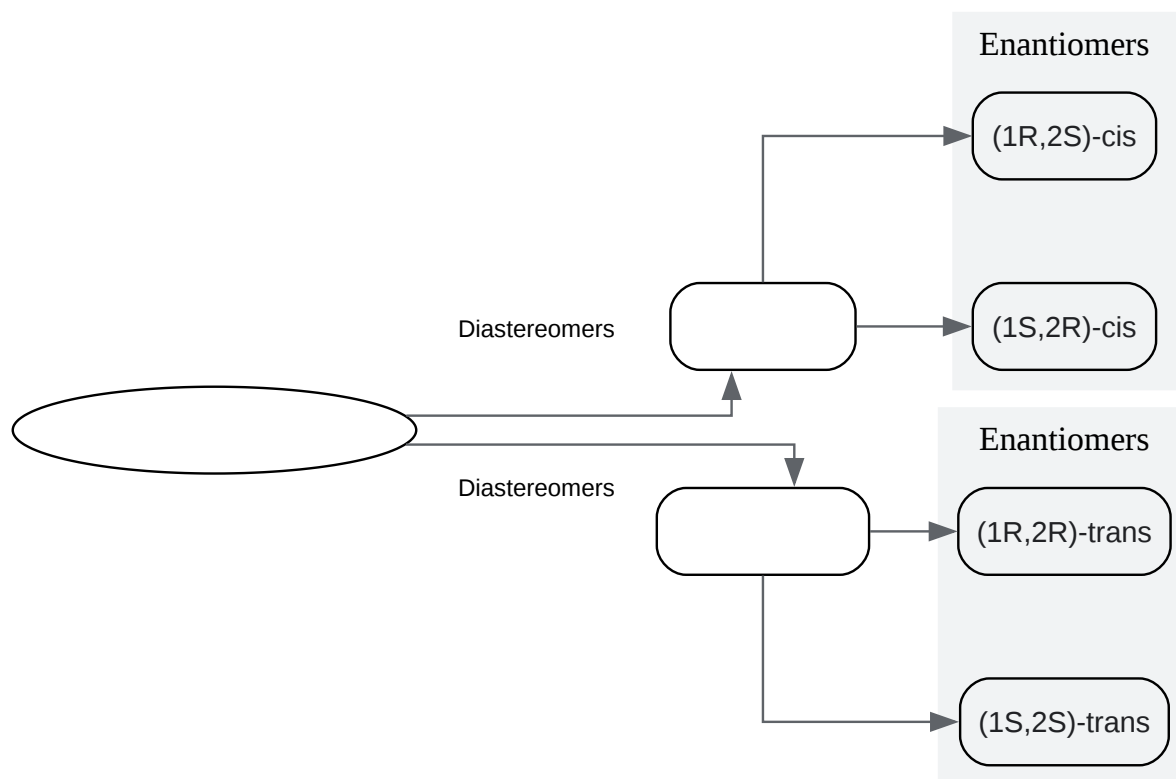 Enantiomers
(1R,2S)-cis
Diastereomers
(1S,2R)-cis
Enantiomers
Diastereomers
(1R,2R)-trans
(1S,2S)-trans